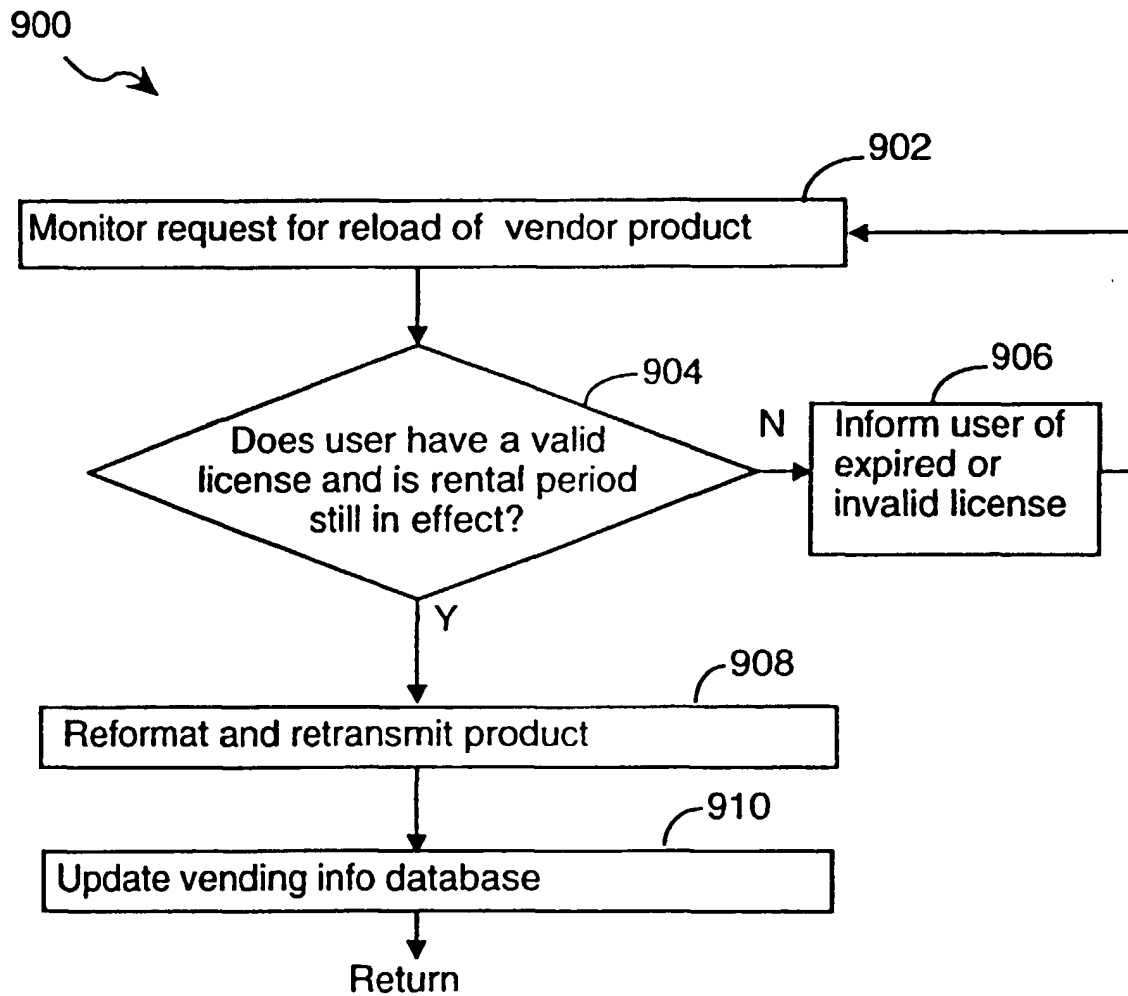 900
902
Monitor request for reload of vendor product
904
906
Does user have a valid
license and is rental period
still in effect?
N
Inform user of
expired or
invalid license
Y
908
Reformat and retransmit product
910
Update vending info database
Return